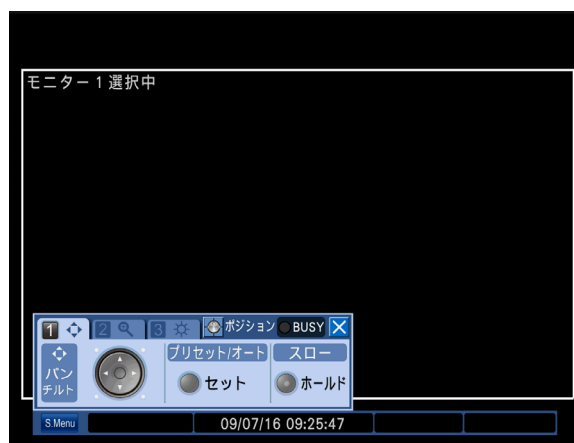 モニター1選択中
1 2 3 ポジション BUSY
パン
チルト
プリセット/オート スロー
セット ホールド
S.Menu 09/07/16 09:25:47